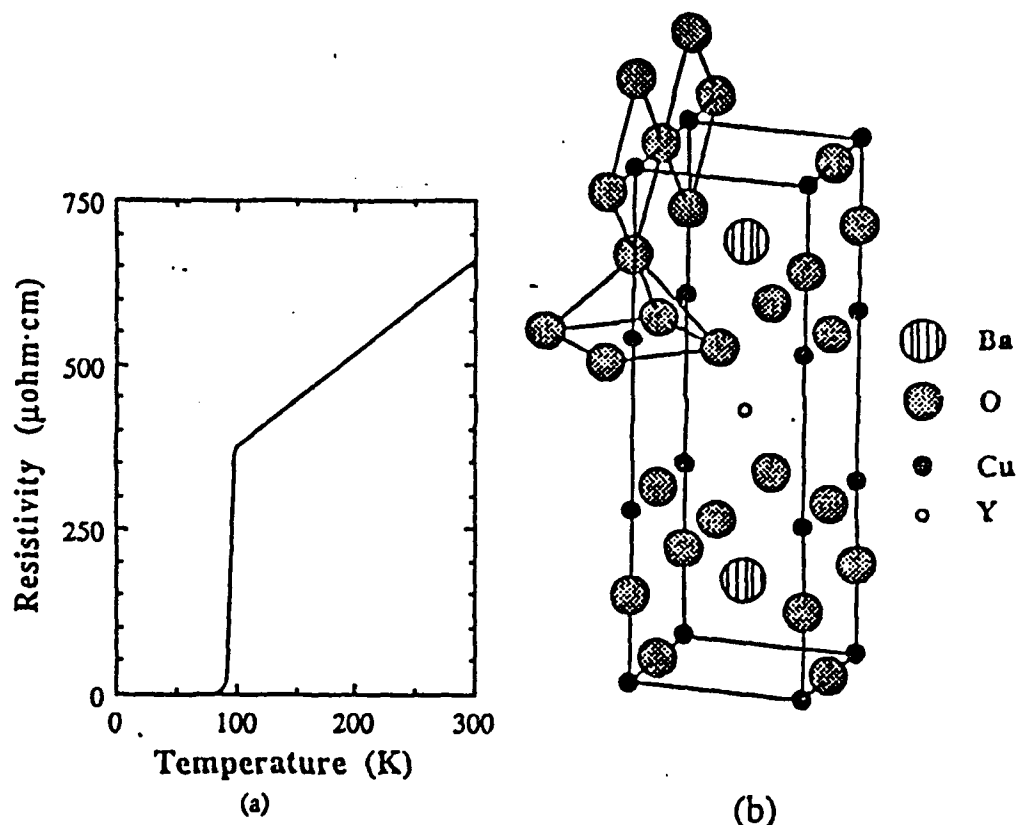 750
500
250
0
0
100
200
300
Resistivity (μohm·cm)
Temperature (K)
(a)
Ba
O
Cu
Y
(b)